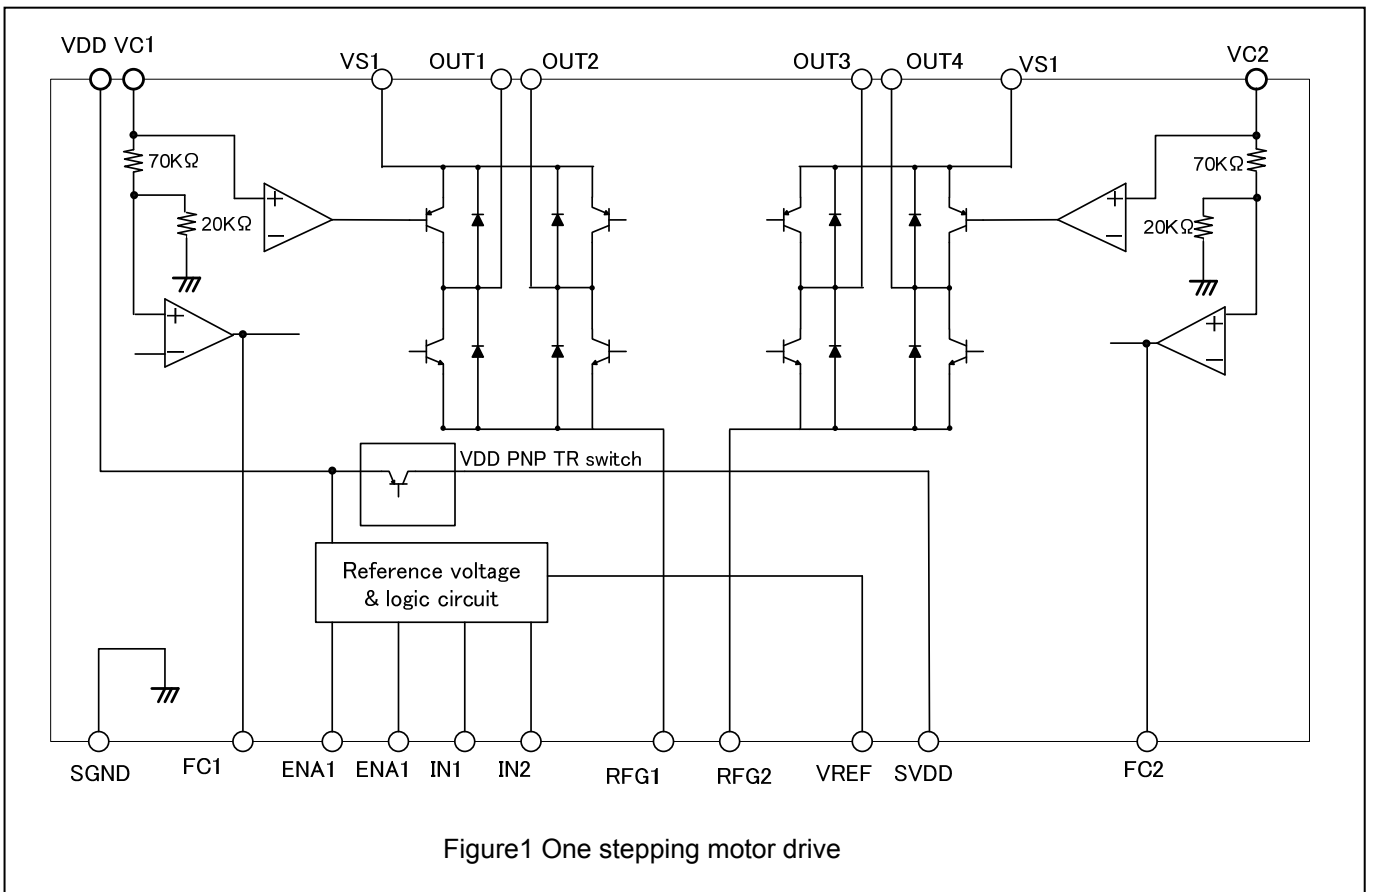 VDD VC1
VS1
OUT1
OUT2
OUT3
OUT4
VS1
VC2
70KΩ
20KΩ
+
−
70KΩ
20KΩ
+
−
+
−
+
−
VDD PNP TR switch
Reference voltage
& logic circuit
SGND
FC1
ENA1
ENA1
IN1
IN2
RFG1
RFG2
VREF
SVDD
FC2
Figure1 One stepping motor drive